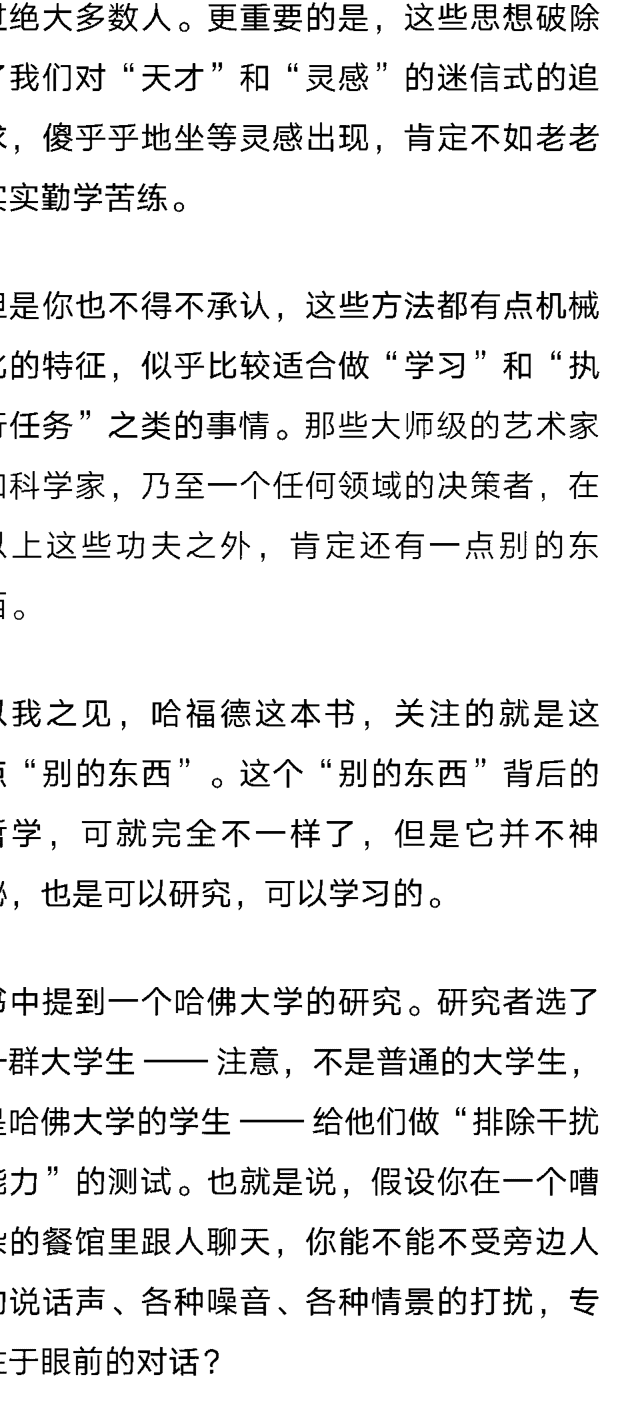 过绝大多数人。更重要的是，这些思想破除
了我们对“天才”和“灵感”的迷信式的追
求，傻乎乎地坐等灵感出现，肯定不如老老
实实勤学苦练。
但是你也不得不承认，这些方法都有点机械
化的特征，似乎比较适合做“学习”和“执
行任务”之类的事情。那些大师级的艺术家
和科学家，乃至一个任何领域的决策者，在
以上这些功夫之外，肯定还有一点别的东
西。
以我之见，哈福德这本书，关注的就是这
点“别的东西”。这个“别的东西”背后的
哲学，可就完全不一样了，但是它并不神
秘，也是可以研究，可以学习的。
书中提到一个哈佛大学的研究。研究者选了
一群大学生 —— 注意，不是普通的大学生，
是哈佛大学的学生 —— 给他们做“排除干扰
能力”的测试。也就是说，假设你在一个嘈
杂的餐馆里跟人聊天，你能不能不受旁边人
的说话声、各种噪音、各种情景的打扰，专
注于眼前的对话？